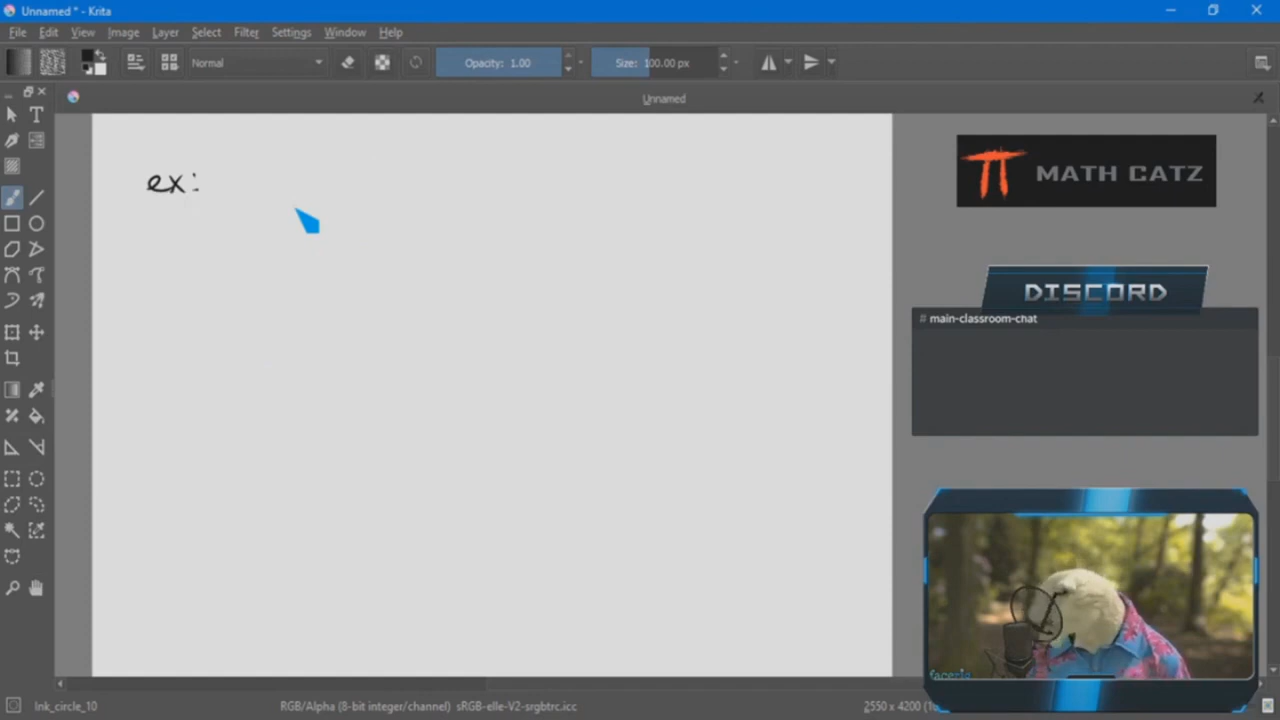 Unnamed * - Krita
File Edit View Image Layer Select Filter Settings Window Help
Normal Opacity: 1.00 Size: 100.00 px
Unnamed
ex:
π MATH CATZ
DISCORD
# main-classroom-chat
facerig
Ink_circle_10 RGB/Alpha (8-bit integer/channel) sRGB-elle-V2-srgbtrc.icc 2550 x 4200